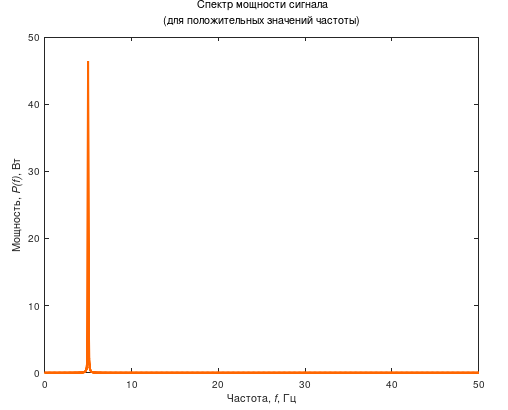 Спектр мощности сигнала
(для положительных значений частоты)
50
40
30
20
10
0
Мощность, P(f), Вт
0 10 20 30 40 50
Частота, f, Гц